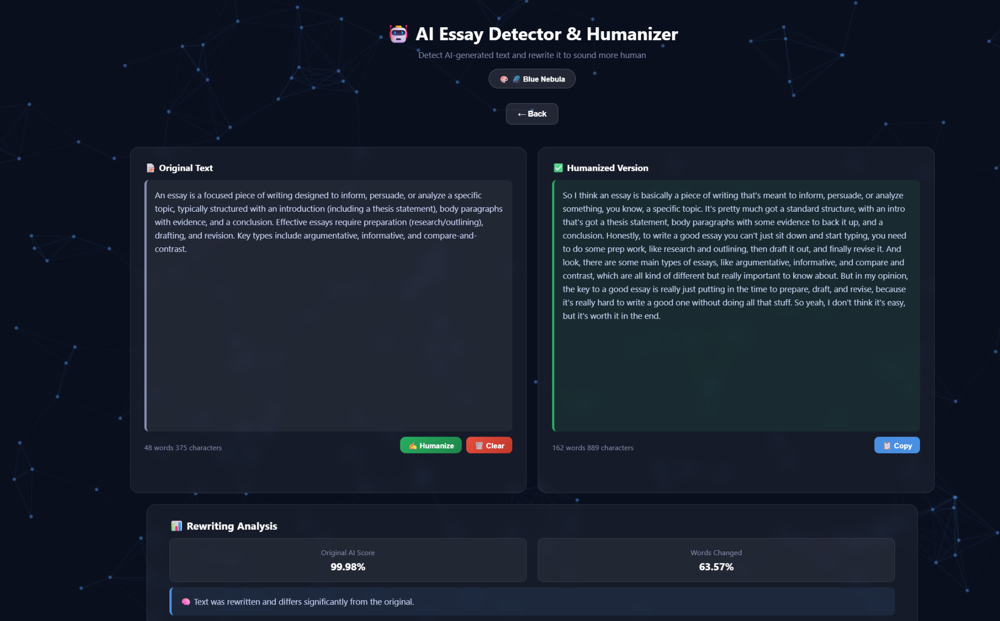 AI Essay Detector & Humanizer
Detect AI-generated text and rewrite it to sound more human
Blue Nebula
← Back
Original Text
An essay is a focused piece of writing designed to inform, persuade, or analyze a specific
topic, typically structured with an introduction (including a thesis statement), body paragraphs
with evidence, and a conclusion. Effective essays require preparation (research/outlining),
drafting, and revision. Key types include argumentative, informative, and compare-and-
contrast.
48 words 375 characters
Humanize
Clear
Humanized Version
So I think an essay is basically a piece of writing that's meant to inform, persuade, or analyze
something, you know, a specific topic. It's pretty much got a standard structure, with an intro
that's got a thesis statement, body paragraphs with some evidence to back it up, and a
conclusion. Honestly, to write a good essay you can't just sit down and start typing, you need
to do some prep work, like research and outlining, then draft it out, and finally revise it. And
look, there are some main types of essays, like argumentative, informative, and compare and
contrast, which are all kind of different but really important to know about. But in my opinion,
the key to a good essay is really just putting in the time to prepare, draft, and revise, because
it's really hard to write a good one without doing all that stuff. So yeah, I don't think it's easy,
but it's worth it in the end.
162 words 889 characters
Copy
Rewriting Analysis
Original AI Score
99.98%
Words Changed
63.57%
Text was rewritten and differs significantly from the original.